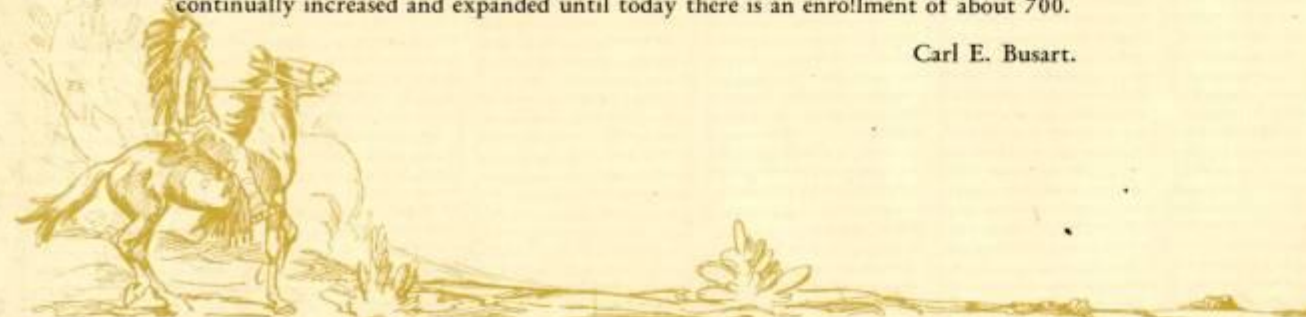 continually increased and expanded until today there is an enrollment of about 700.
Carl E. Busart.